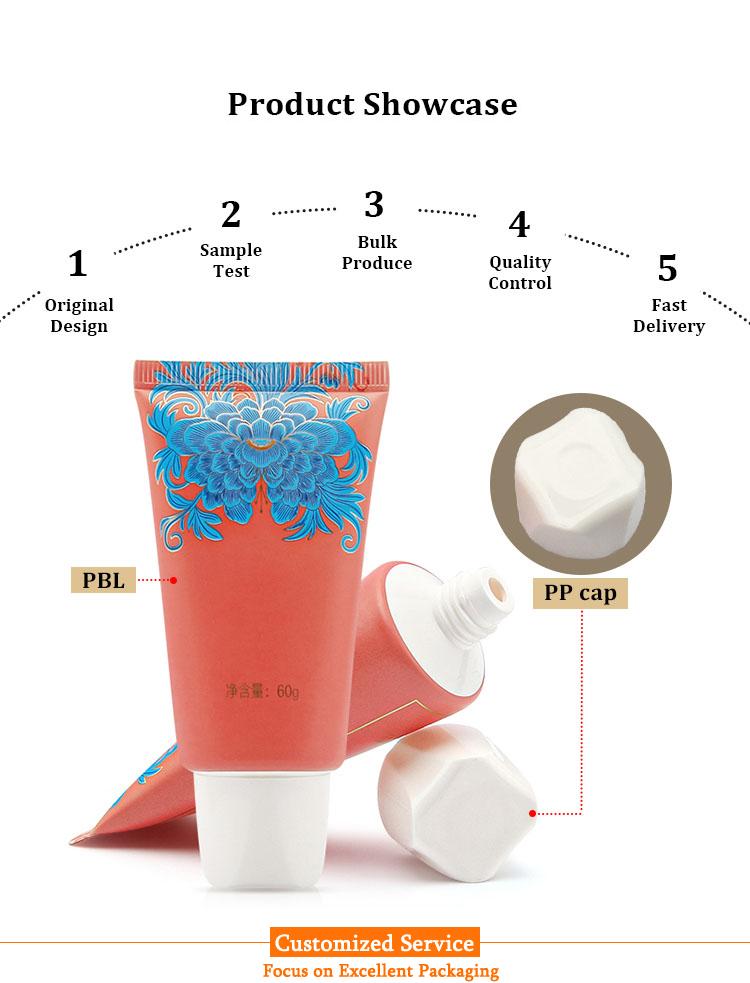 Product Showcase
1
Original
Design
2
Sample
Test
3
Bulk
Produce
4
Quality
Control
5
Fast
Delivery
PBL
PP cap
净含量：60g
Customized Service
Focus on Excellent Packaging